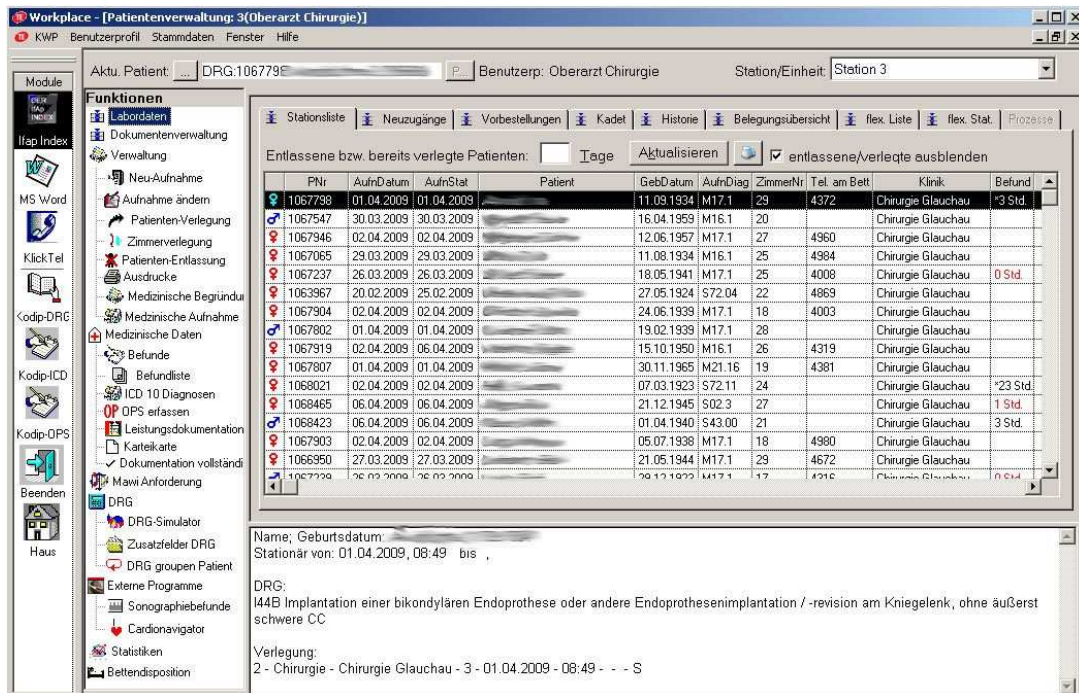 Workplace - [Patientenverwaltung: 3(Oberarzt Chirurgie)]
KWP Benutzerprofil Stammdaten Fenster Hilfe
Aktu. Patient: ... DRG:106779 P... Benutzerp: Oberarzt Chirurgie Station/Einheit: Station 3
Module
DER IfAp INDEX
Ifap Index
MS Word
KlickTel
Kodip-DRG
Kodip-ICD
Kodip-OPS
Beenden
Haus
Funktionen
Labordaten
Dokumentenverwaltung
Verwaltung
Neu-Aufnahme
Aufnahme ändern
Patienten-Verlegung
Zimmerverlegung
Patienten-Entlassung
Ausdrucke
Medizinische Begründu
Medzinische Aufnahme
Medizinische Daten
Befunde
Befundliste
ICD 10 Diagnosen
OP OPS erfassen
Leistungsdokumentation
Karteikarte
Dokumentation vollständi
Mawi Anforderung
DRG
DRG-Simulator
Zusatzfelder DRG
DRG groupen Patient
Externe Programme
Sonographiebefunde
Cardionavigator
Statistiken
Bettendisposition
Stationsliste Neuzugänge Vorbestellungen Kadet Historie Belegungsübersicht flex. Liste flex. Stat. Prozesse
Entlassene bzw. bereits verlegte Patienten: Tage Aktualisieren entlassene/verlegte ausblenden
PNr AufnDatum AufnStat Patient GebDatum AufnDiag ZimmerNr Tel. am Bett Klinik Befund
1067798 01.04.2009 01.04.2009 11.09.1934 M17.1 29 4372 Chirurgie Glauchau *3 Std.
1067547 30.03.2009 30.03.2009 16.04.1959 M16.1 20 Chirurgie Glauchau
1067946 02.04.2009 02.04.2009 12.06.1957 M17.1 27 4960 Chirurgie Glauchau
1067065 29.03.2009 29.03.2009 11.08.1934 M16.1 25 4984 Chirurgie Glauchau
1067237 26.03.2009 26.03.2009 18.05.1941 M17.1 25 4008 Chirurgie Glauchau 0 Std.
1063967 20.02.2009 25.02.2009 27.05.1924 S72.04 22 4869 Chirurgie Glauchau
1067904 02.04.2009 02.04.2009 24.06.1939 M17.1 18 4003 Chirurgie Glauchau
1067802 01.04.2009 01.04.2009 19.02.1939 M17.1 28 Chirurgie Glauchau
1067919 02.04.2009 06.04.2009 15.10.1950 M16.1 26 4319 Chirurgie Glauchau
1067807 01.04.2009 01.04.2009 30.11.1965 M21.16 19 4381 Chirurgie Glauchau
1068021 02.04.2009 02.04.2009 07.03.1923 S72.11 24 Chirurgie Glauchau *23 Std.
1068465 06.04.2009 06.04.2009 21.12.1945 S02.3 27 Chirurgie Glauchau 1 Std.
1068423 06.04.2009 06.04.2009 01.04.1940 S43.00 21 Chirurgie Glauchau 3 Std.
1067903 02.04.2009 02.04.2009 05.07.1938 M17.1 18 4980 Chirurgie Glauchau
1066950 27.03.2009 27.03.2009 21.05.1944 M17.1 29 4672 Chirurgie Glauchau
1067239 26.03.2009 26.03.2009 M17.1 17 4316 Chirurgie Glauchau 0 Std.
Name; Geburtsdatum:
Stationär von: 01.04.2009, 08:49 bis ,
DRG:
I44B Implantation einer bikondylären Endoprothese oder andere Endoprothesenimplantation / -revision am Kniegelenk, ohne äußerst
schwere CC
Verlegung:
2 - Chirurgie - Chirurgie Glauchau - 3 - 01.04.2009 - 08:49 - - - S